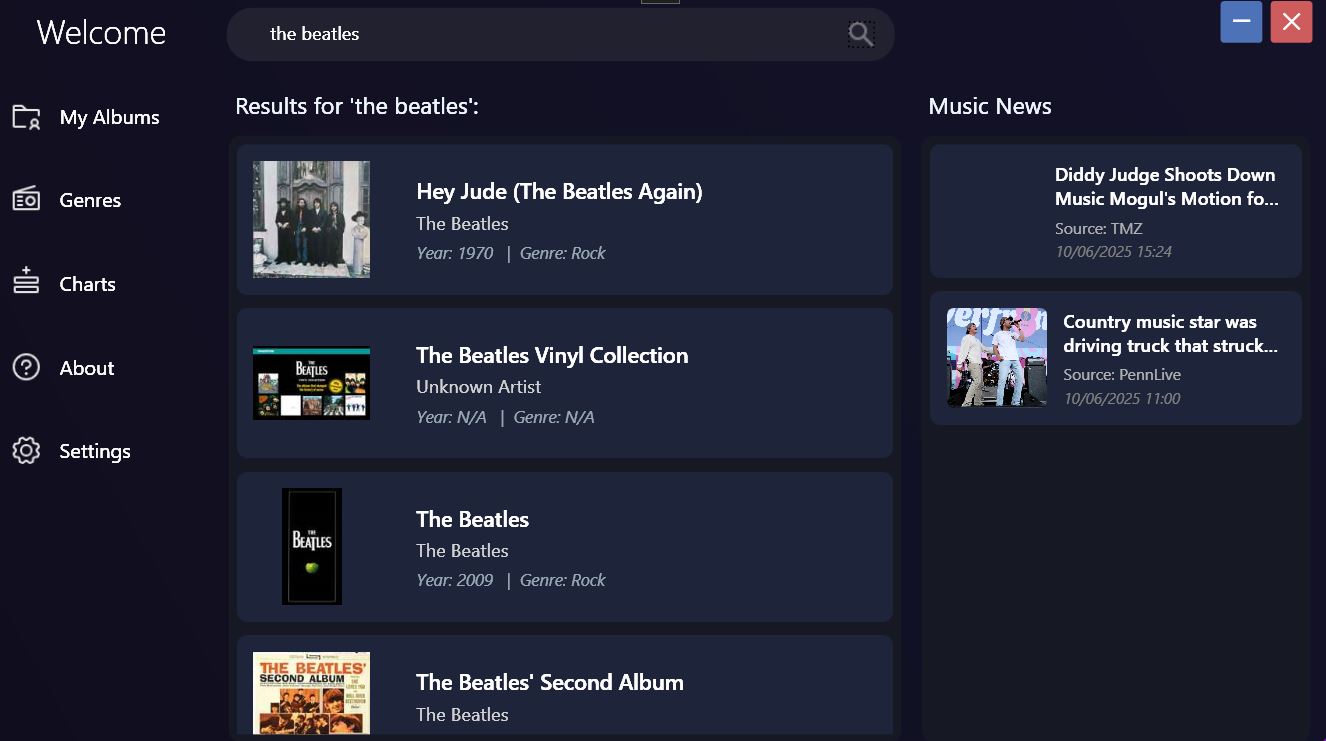 Welcome
the beatles
My Albums
Genres
Charts
About
Settings
Results for 'the beatles':
Hey Jude (The Beatles Again)
The Beatles
Year: 1970 | Genre: Rock
BEATLES
The Beatles Vinyl Collection
Unknown Artist
Year: N/A | Genre: N/A
THE
BEATLES
The Beatles
The Beatles
Year: 2009 | Genre: Rock
THE BEATLES'
SECOND ALBUM
The Beatles' Second Album
The Beatles
Music News
Diddy Judge Shoots Down
Music Mogul's Motion fo...
Source: TMZ
10/06/2025 15:24
Country music star was
driving truck that struck...
Source: PennLive
10/06/2025 11:00